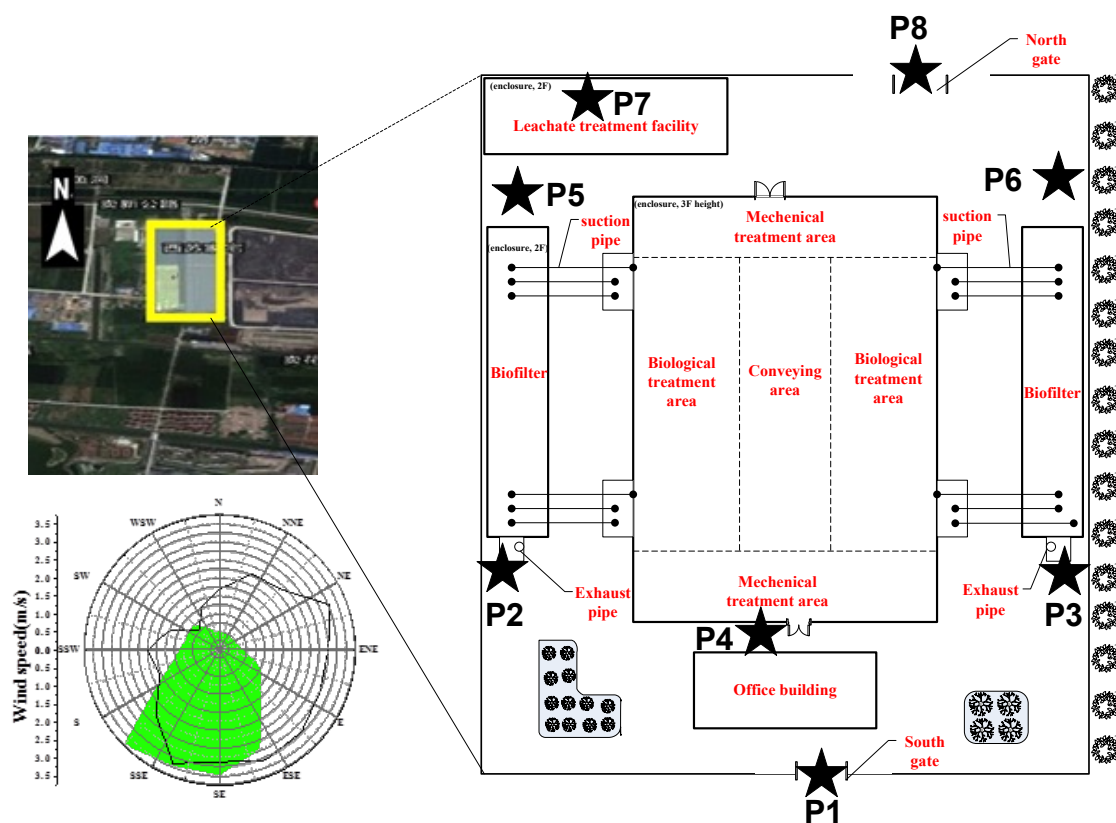 P8
North
gate
(enclosure, 2F)
P7
Leachate treatment facility
N
P5
P6
(enclosure, 3F height)
suction
pipe
Mechenical
treatment area
suction
pipe
(enclosure, 2F)
Biofilter
Biological
treatment
area
Conveying
area
Biological
treatment
area
Biofilter
P2
Exhaust
pipe
Mechenical
treatment area
Exhaust
pipe
P3
P4
Office building
South
gate
P1
Wind speed(m/s)
3.5
3.0
2.5
2.0
1.5
1.0
0.5
0.0
0.5
1.0
1.5
2.0
2.5
3.0
3.5
N
NNE
NE
ENE
E
ESE
SE
SSE
S
SSW
SW
WSW